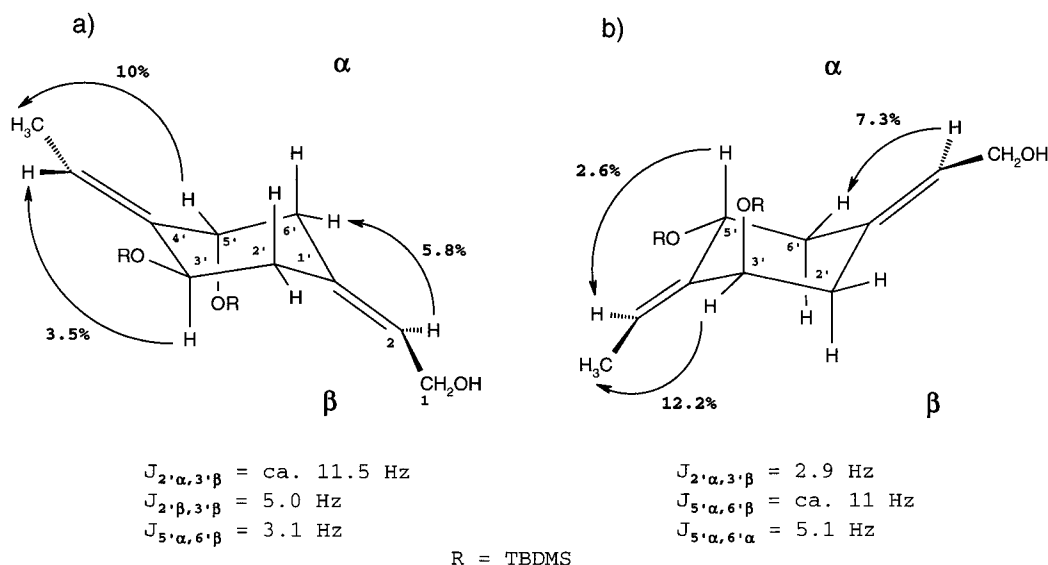 a)
α
10%
H₃C
H
H
H
H
H
6'
4'
5'
2'
1'
RO
3'
H
OR
5.8%
3.5%
H
2
H
β
CH₂OH
1
J₂'α,₃'β = ca. 11.5 Hz
J₂'β,₃'β = 5.0 Hz
J₅'α,₆'β = 3.1 Hz
b)
α
7.3%
H
CH₂OH
H
2.6%
OR
H
RO
5'
6'
3'
2'
H
H
H
H
H
H₃C
12.2%
β
J₂'α,₃'β = 2.9 Hz
J₅'α,₆'β = ca. 11 Hz
J₅'α,₆'α = 5.1 Hz
R = TBDMS